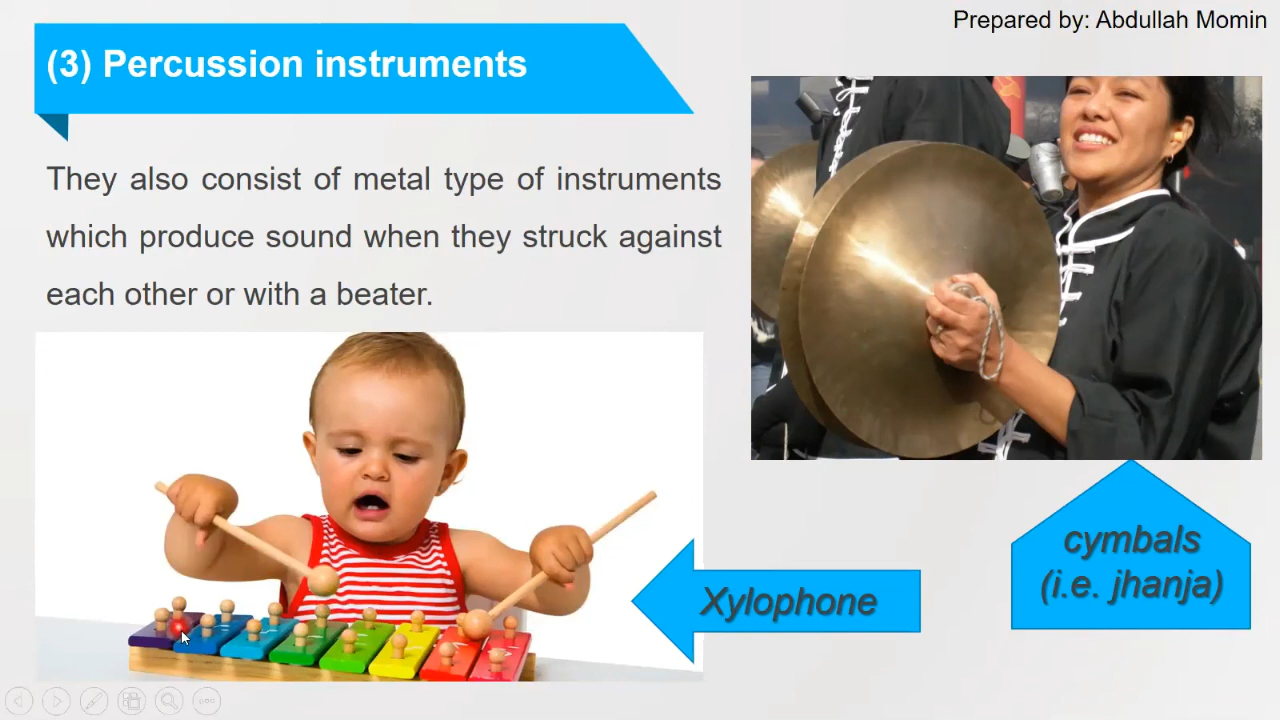 Prepared by: Abdullah Momin
(3) Percussion instruments
They also consist of metal type of instruments
which produce sound when they struck against
each other or with a beater.
Xylophone
cymbals
(i.e. jhanja)